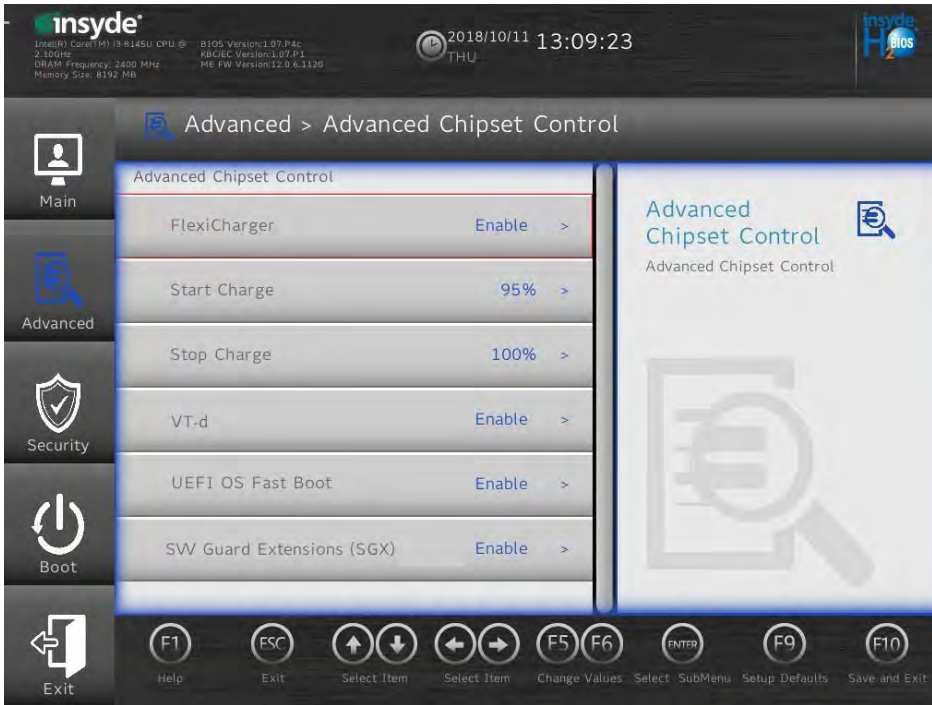 insyde®
Intel(R) Core(TM) i3-8145U CPU @ 2.10GHz
DRAM Frequency: 2400 MHz
Memory Size: 8192 MB
BIOS Version:1.07.P4c
KBC/EC Version:1.07.P1
ME FW Version:12.0.6.1120
2018/10/11 13:09:23
THU
insyde
H2O BIOS
Main
Advanced
Security
Boot
Exit
Advanced > Advanced Chipset Control
Advanced Chipset Control
FlexiCharger Enable >
Start Charge 95% >
Stop Charge 100% >
VT-d Enable >
UEFI OS Fast Boot Enable >
SW Guard Extensions (SGX) Enable >
Advanced
Chipset Control
Advanced Chipset Control
F1 Help
ESC Exit
Select Item
Select Item
F5 F6 Change Values
ENTER Select SubMenu
F9 Setup Defaults
F10 Save and Exit